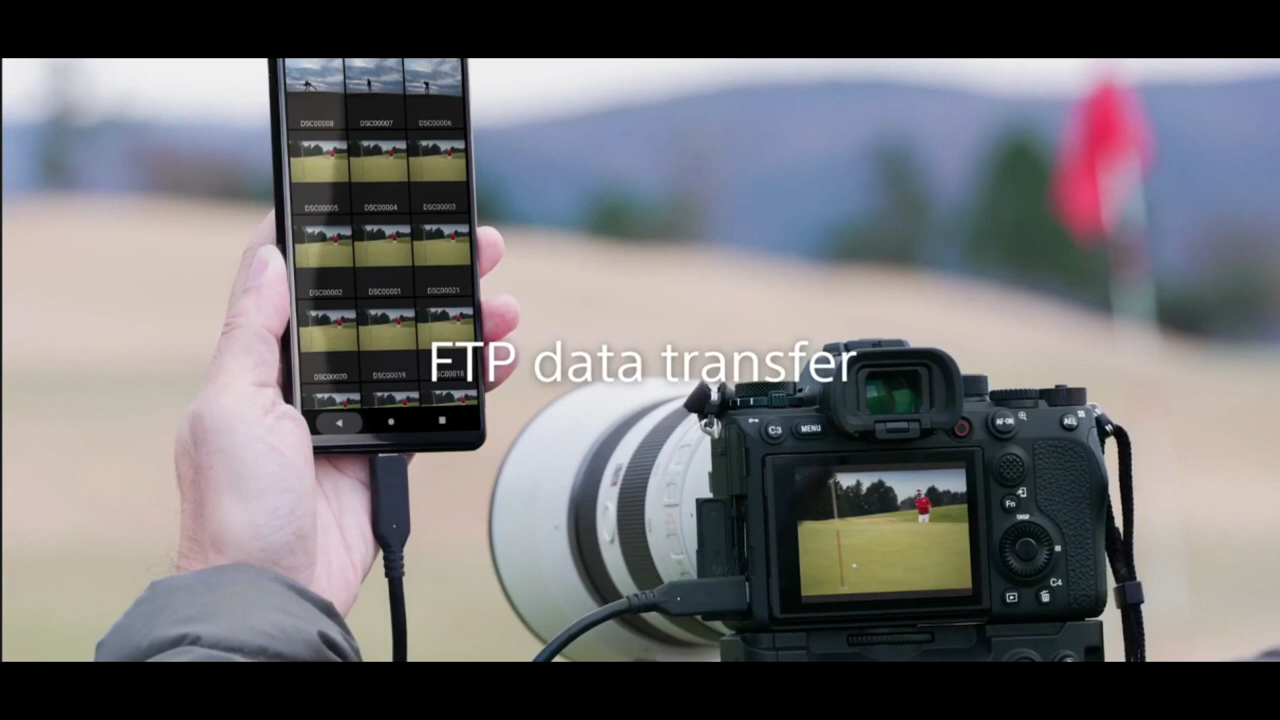 DSC00008 DSC00007 DSC00006
DSC00005 DSC00004 DSC00003
DSC00002 DSC00001 DSC00021
DSC00020 DSC00019 DSC00018
FTP data transfer
C3 MENU AF-ON AEL
Fn
DISP
C4